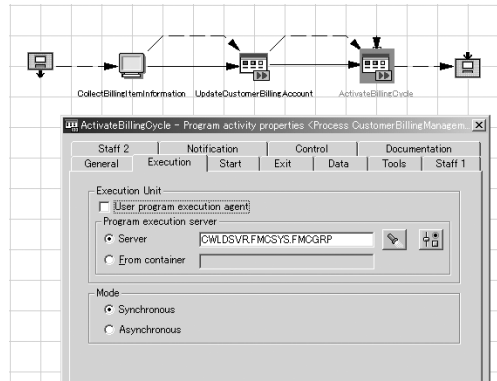 CollectBillingItemInformation UpdateCustomerBillingAccount ActivateBillingCycle
ActivateBillingCycle - Program activity properties <Process CustomerBillingManagem...
Staff 2 Notification Control Documentation
General Execution Start Exit Data Tools Staff 1
Execution Unit
User program execution agent
Program execution server
Server CWLDSVR.FMCSYS.FMCGRP
From container
Mode
Synchronous
Asynchronous